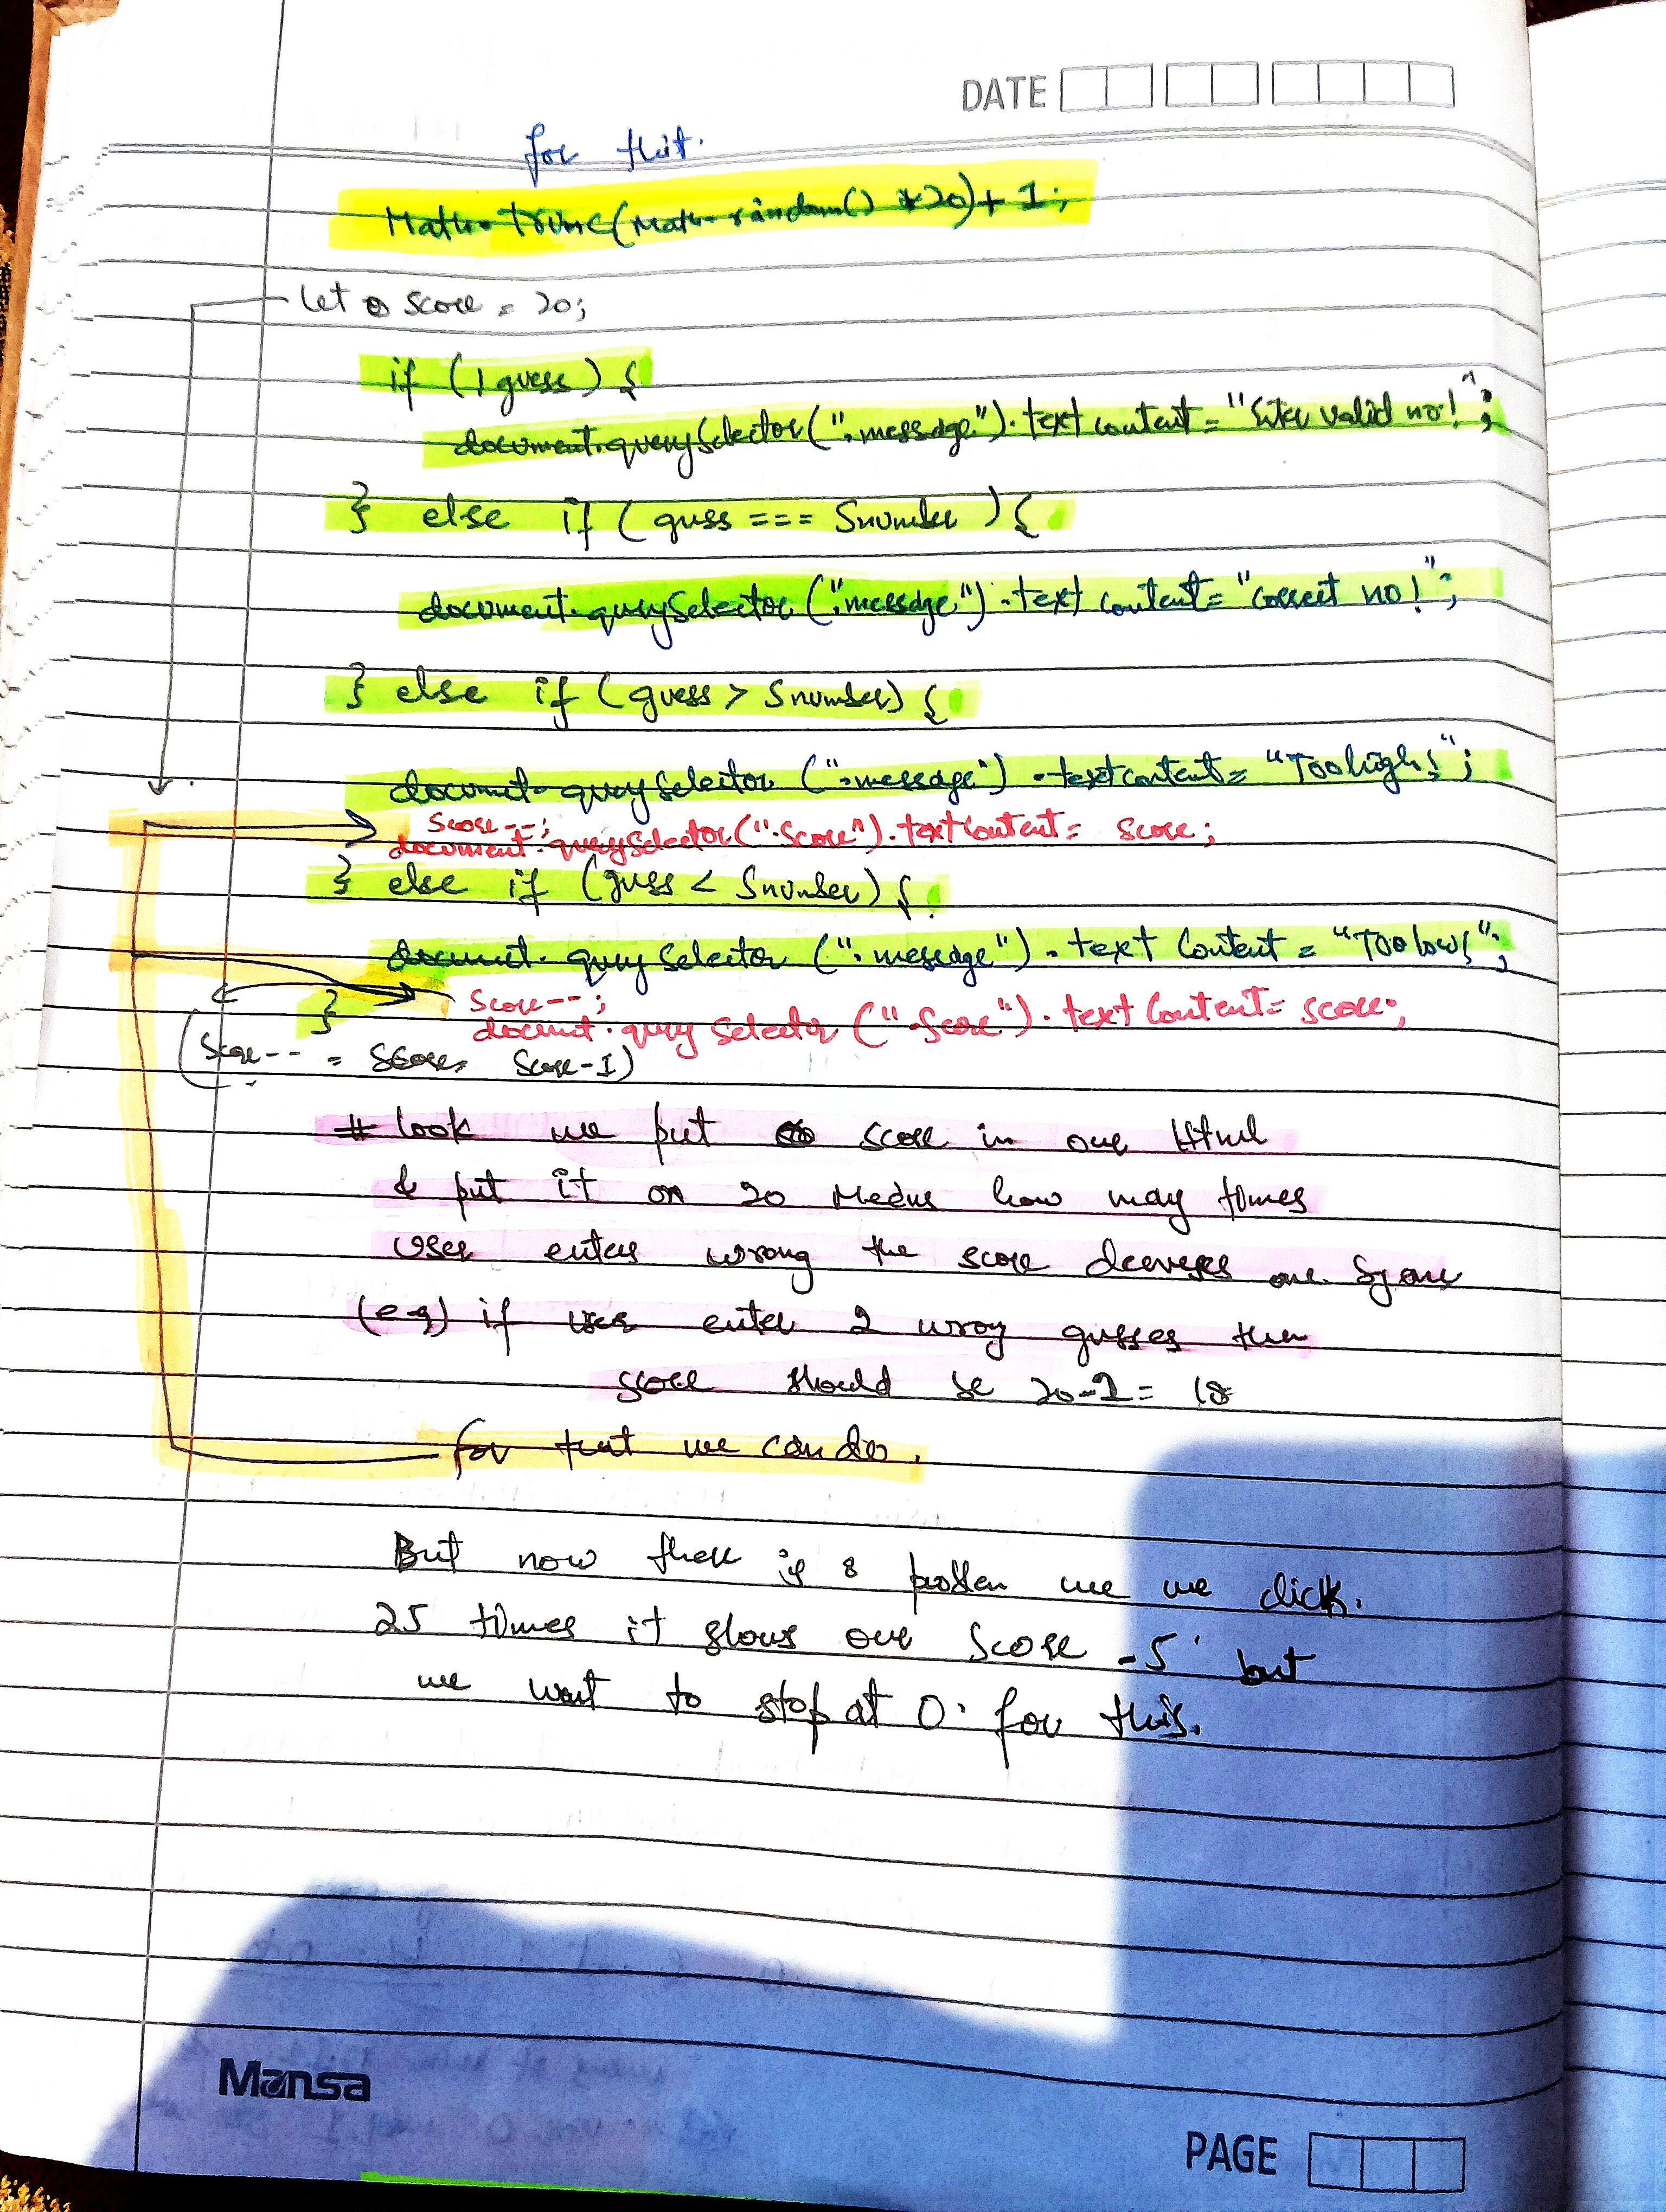 DATE
for that.
Math.trunc(Math.random() *20) + 1;
let score = 20;
if (!guess) {
document.querySelector(".message").textcontent = "Enter valid no!";
} else if (guss === Snumber) {
document.querySelector(".message").textcontent = "correct no!";
} else if (guess > Snumber) {
document.querySelector (".message") .textcontent = "Too high!";
Score--;
document.querySelector(".Score").textContent = score;
} else if (guss < Snumber) {
document.querySelector (".message").textContent = "Too low!";
Score--;
}
document.querySelector (".Score").textContent = score;
(Score-- = Score = Score-1)
# look we put score in our Html
& put it on 20 Means how may times
User enters wrong the score one
(e.g) if user enter 2 wrong gusses then
score should be 20-2 = 18
for that we can do.
But now there is a problem we we click.
25 times it shows our Score -5 but
we want to stop at 0. for this.
Mansa
PAGE